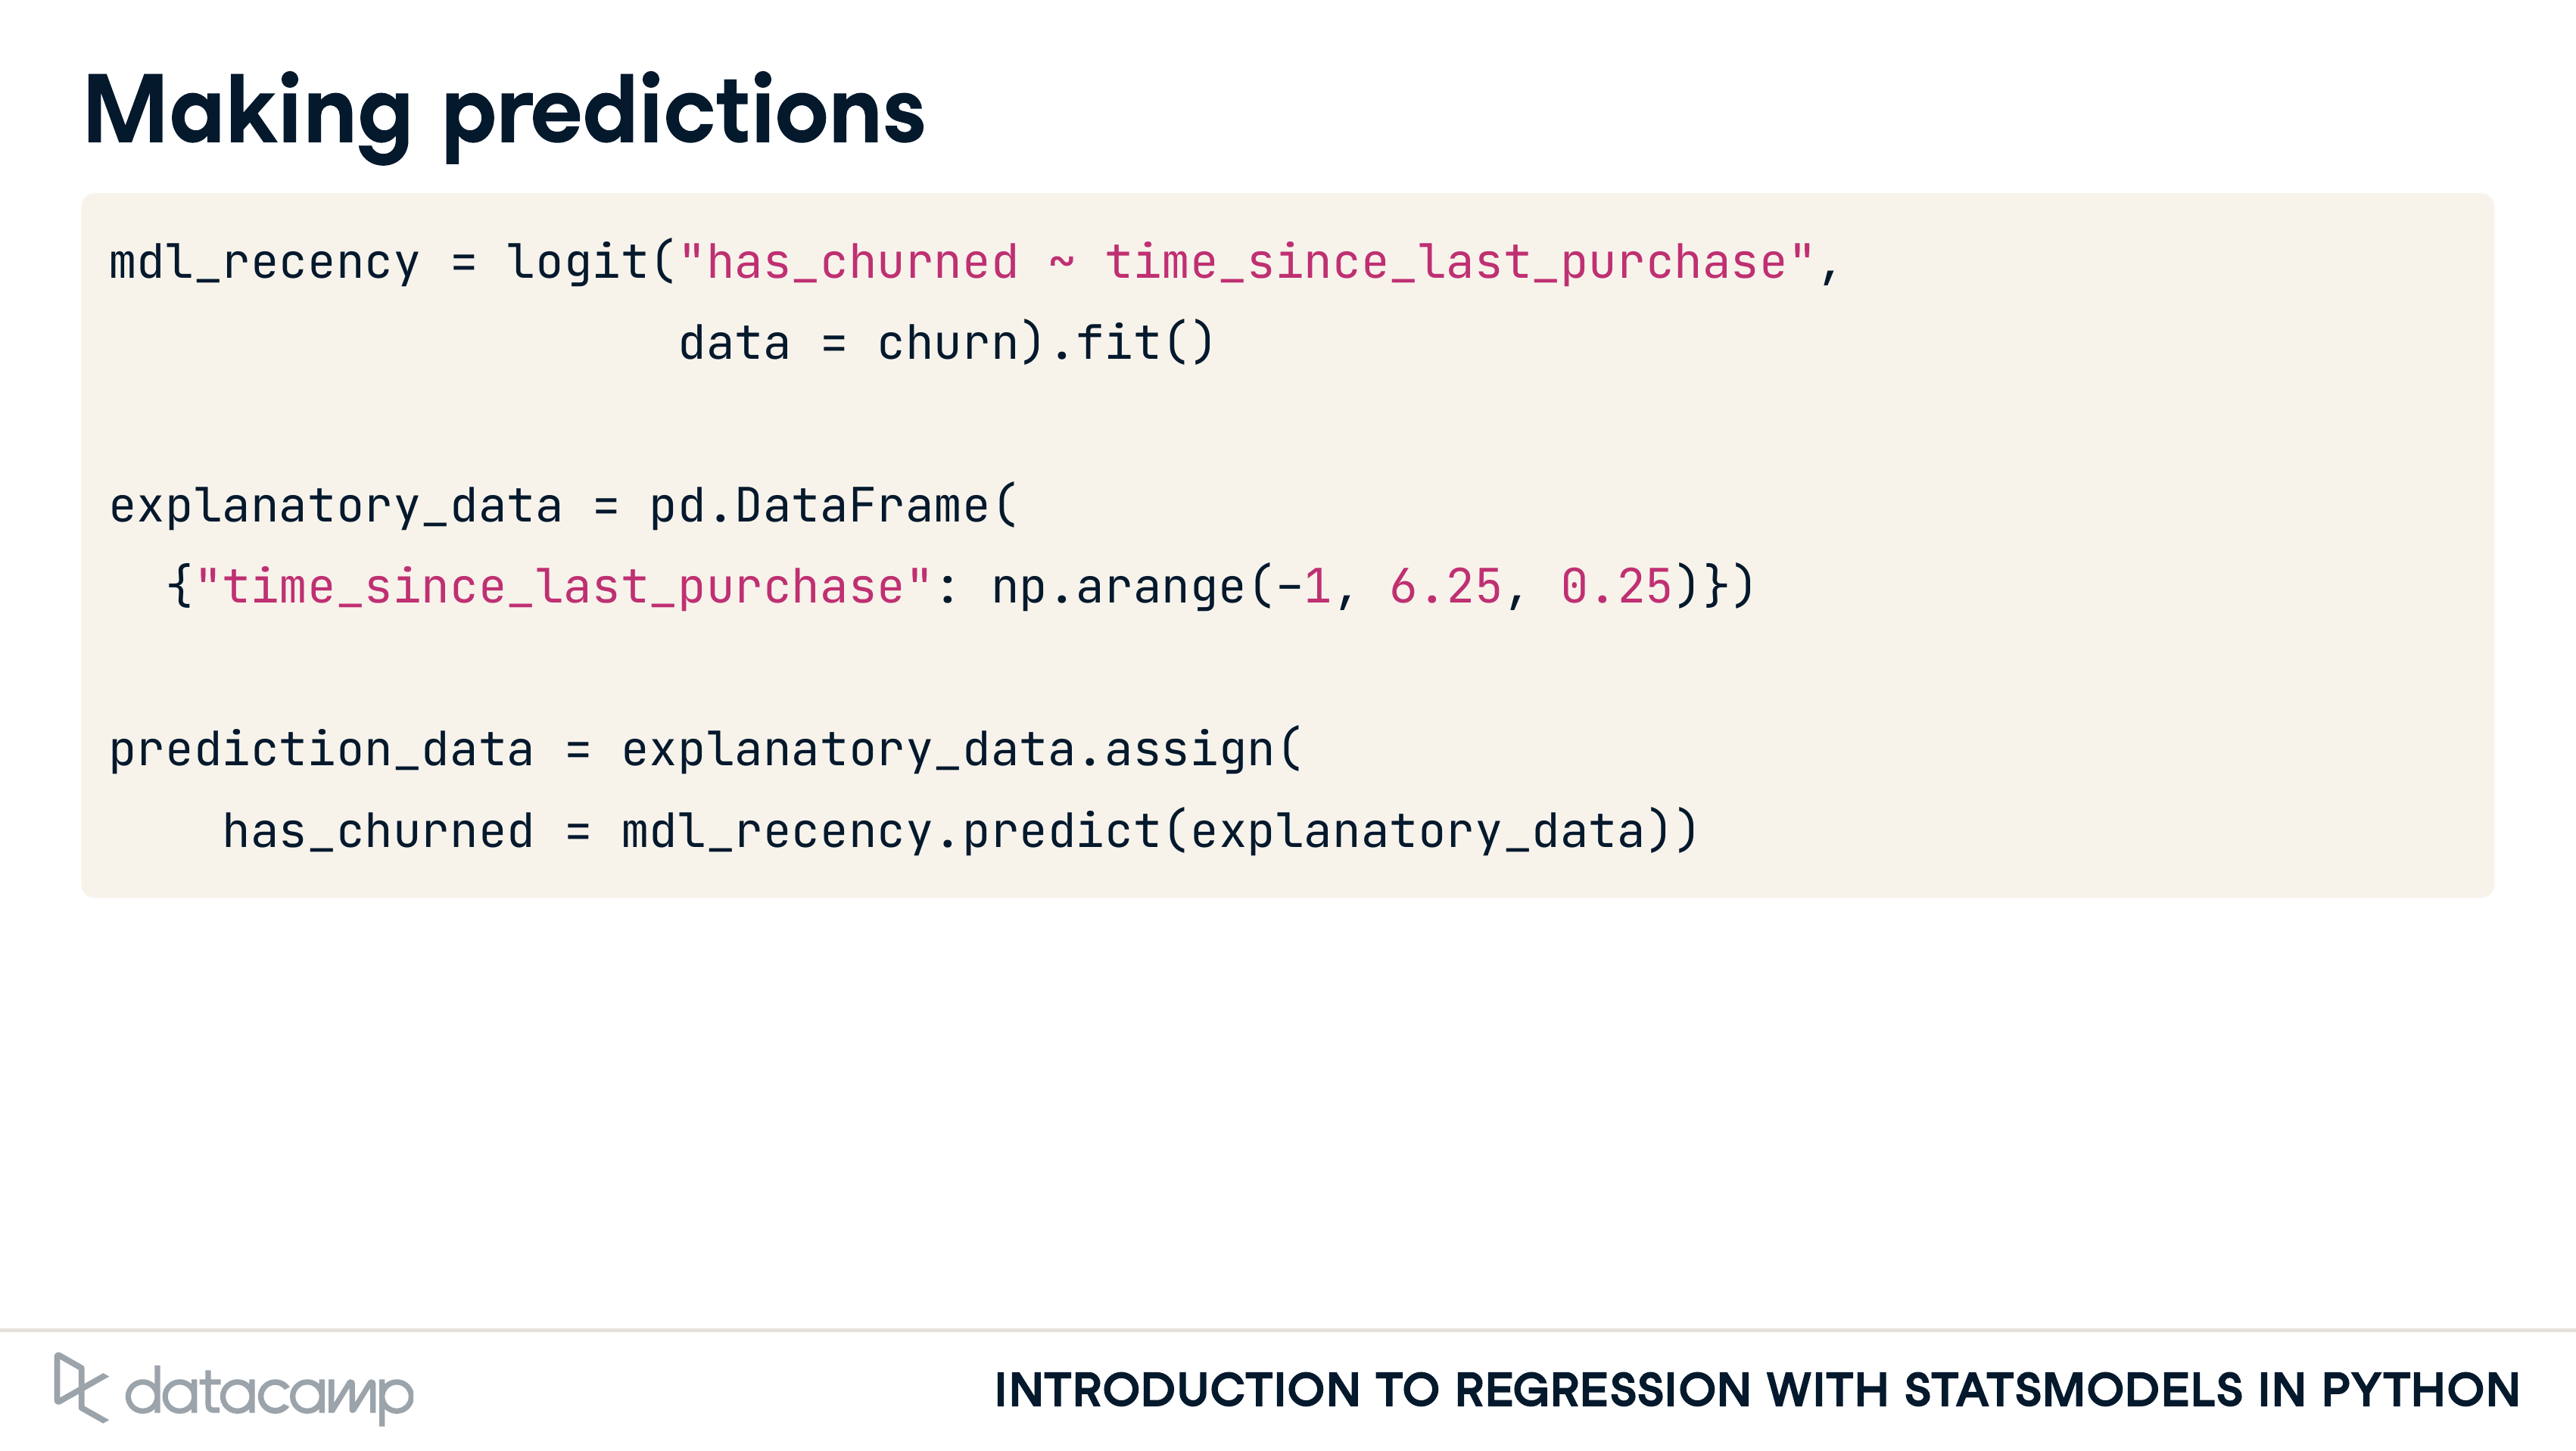 Making predictions
mdl_recency = logit("has_churned ~ time_since_last_purchase",
                    data = churn).fit()
explanatory_data = pd.DataFrame(
  {"time_since_last_purchase": np.arange(-1, 6.25, 0.25)})
prediction_data = explanatory_data.assign(
    has_churned = mdl_recency.predict(explanatory_data))
datacamp
INTRODUCTION TO REGRESSION WITH STATSMODELS IN PYTHON